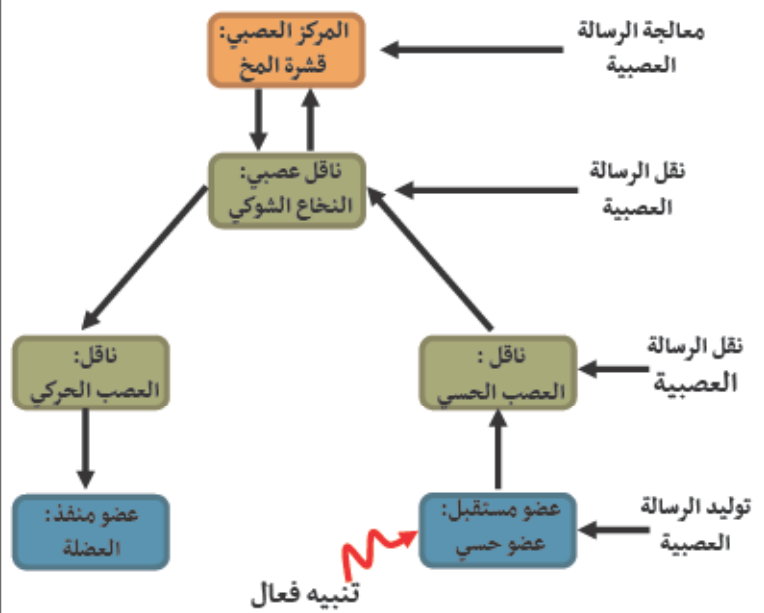 المركز العصبي:
قشرة المخ
معالجة الرسالة
العصبية
ناقل عصبي:
النخاع الشوكي
نقل الرسالة
العصبية
ناقل :
العصب الحسي
نقل الرسالة
العصبية
ناقل:
العصب الحركي
عضو مستقبل:
عضو حسي
توليد الرسالة
العصبية
عضو منفذ:
العضلة
تنبيه فعال